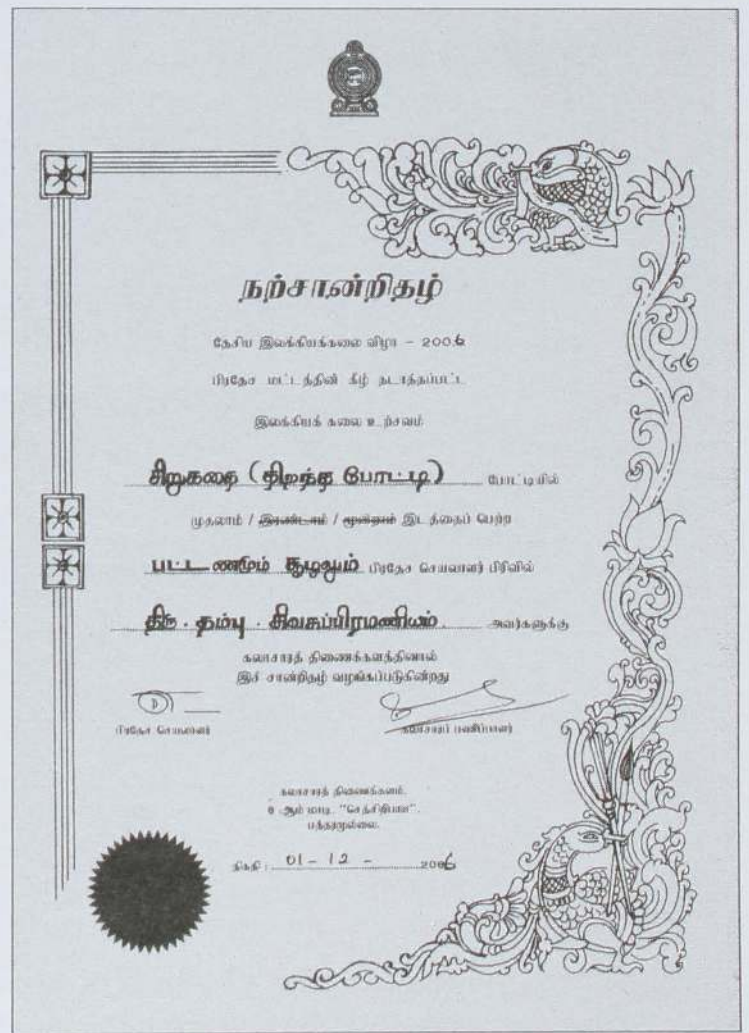 நற்சான்றிதழ்
தேசிய இலக்கியக்கலை விழா – 2006
பிரதேச மட்டத்தின் கீழ் நடாத்தப்பட்ட
இலக்கியக் கலை உற்சவம்
சிறுகதை (திறந்த போட்டி) போட்டியில்
முதலாம் / இரண்டாம் / மூன்றாம் இடத்தைப் பெற்ற
பட்டணமும் சூழலும் பிரதேச செயலாளர் பிரிவில்
திரு . தம்பு . சிவசுப்பிரமணியம் அவர்களுக்கு
கலாசாரத் திணைக்களத்தினால்
இச் சான்றிதழ் வழங்கப்படுகின்றது
பிரதேச செயலாளர் கலாசாரப் பணிப்பாளர்
கலாசாரத் திணைக்களம்,
8 ஆம் மாடி, "செத்சிறிபாய",
பத்தரமுல்லை.
திகதி : 01 – 12 – 2006